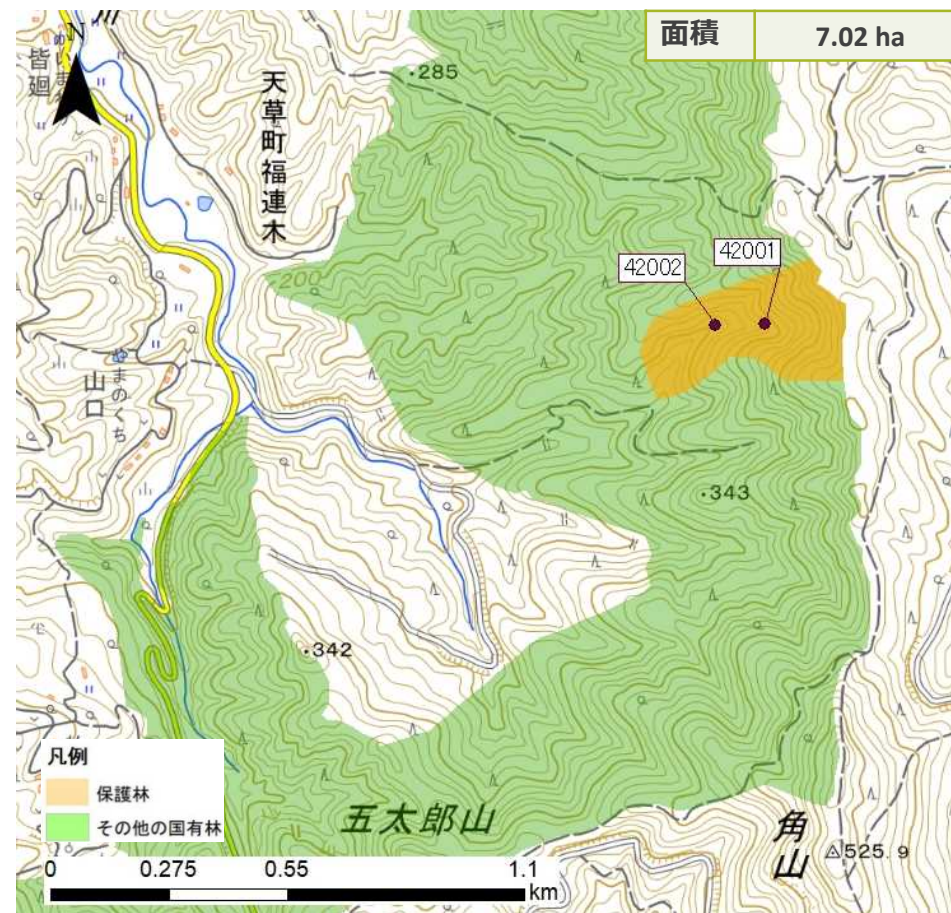 面積 7.02 ha
N
皆廻
天草町福連木
285
200
42001
42002
山口
やまのくち
343
342
凡例
保護林
その他の国有林
五太郎山
角山
525.9
0 0.275 0.55 1.1
km